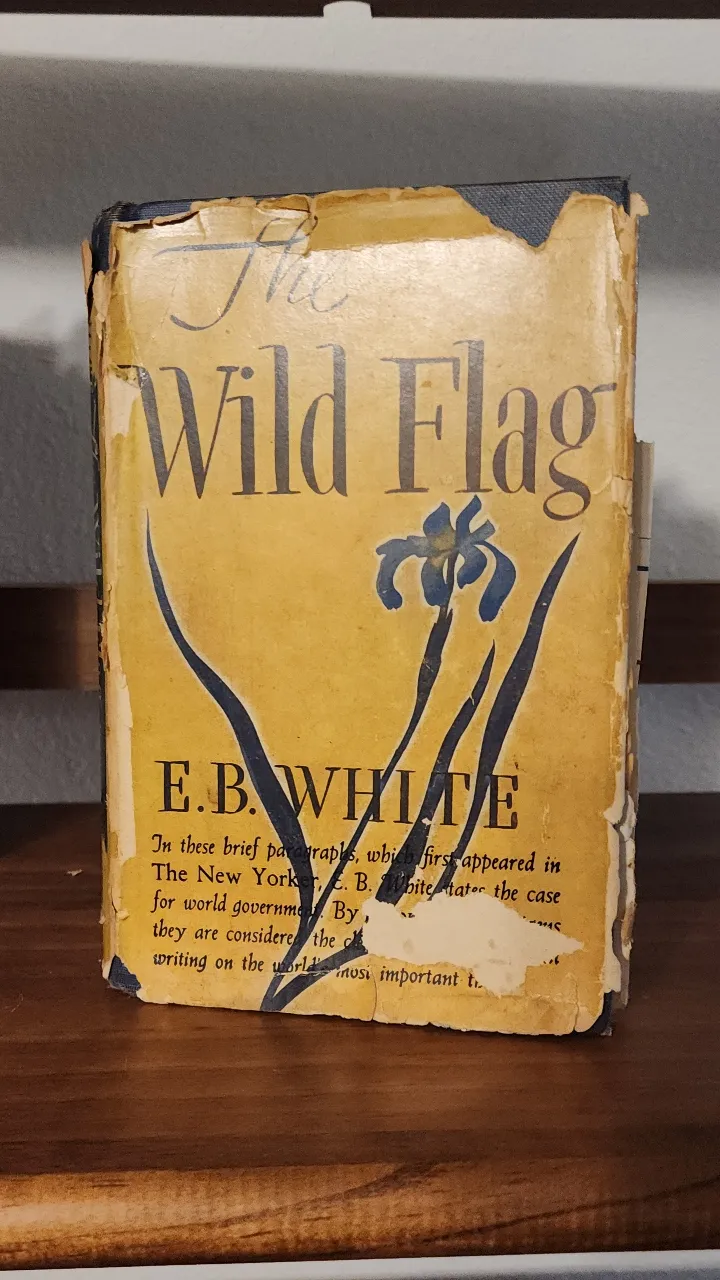 The
Wild Flag
E.B. WHITE
In these brief paragraphs, which first appeared in
The New Yorker, E. B. White states the case
for world government. By
they are considered the
writing on the world's most important